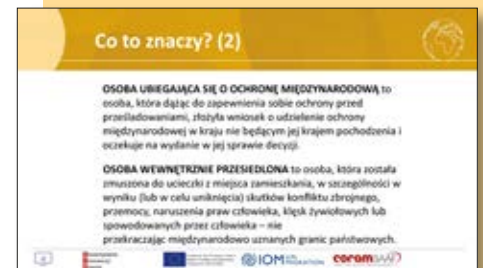 Co to znaczy? (2)
OSOBA UBIEGAJĄCA SIĘ O OCHRONĘ MIĘDZYNARODOWĄ to
osoba, która dążąc do zapewnienia sobie ochrony przed
prześladowaniami, złożyła wniosek o udzielenie ochrony
międzynarodowej w kraju nie będącym jej krajem pochodzenia i
oczekuje na wydanie w jej sprawie decyzji.
OSOBA WEWNĘTRZNIE PRZESIEDLONA to osoba, która została
zmuszona do ucieczki z miejsca zamieszkania, w szczególności w
wyniku (lub w celu uniknięcia) skutków konfliktu zbrojnego,
przemocy, naruszenia praw człowieka, klęsk żywiołowych lub
spowodowanych przez człowieka – nie
przekraczając międzynarodowo uznanych granic państwowych.
IOM UN MIGRATION coram